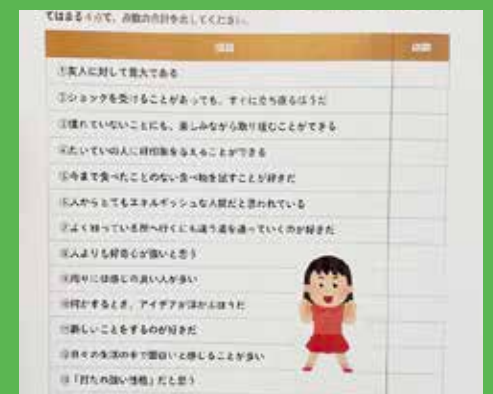 てはまる4点で、点数の合計を出してください。
項目 点数
①友人に対して寛大である
②ショックを受けることがあっても、すぐに立ち直るほうだ
③慣れていないことにも、楽しみながら取り組むことができる
④たいていの人に好印象を与えることができる
⑤今まで食べたことのない食べ物を試すことが好きだ
⑥人からとてもエネルギッシュな人間だと思われている
⑦よく知っている所へ行くにも違う道を通っていくのが好きだ
⑧人よりも好奇心が強いと思う
⑨周りには感じの良い人が多い
⑩何かするとき、アイデアが浮かぶほうだ
⑪新しいことをするのが好きだ
⑫日々の生活の中で面白いと感じることが多い
⑬「打たれ強い性格」だと思う